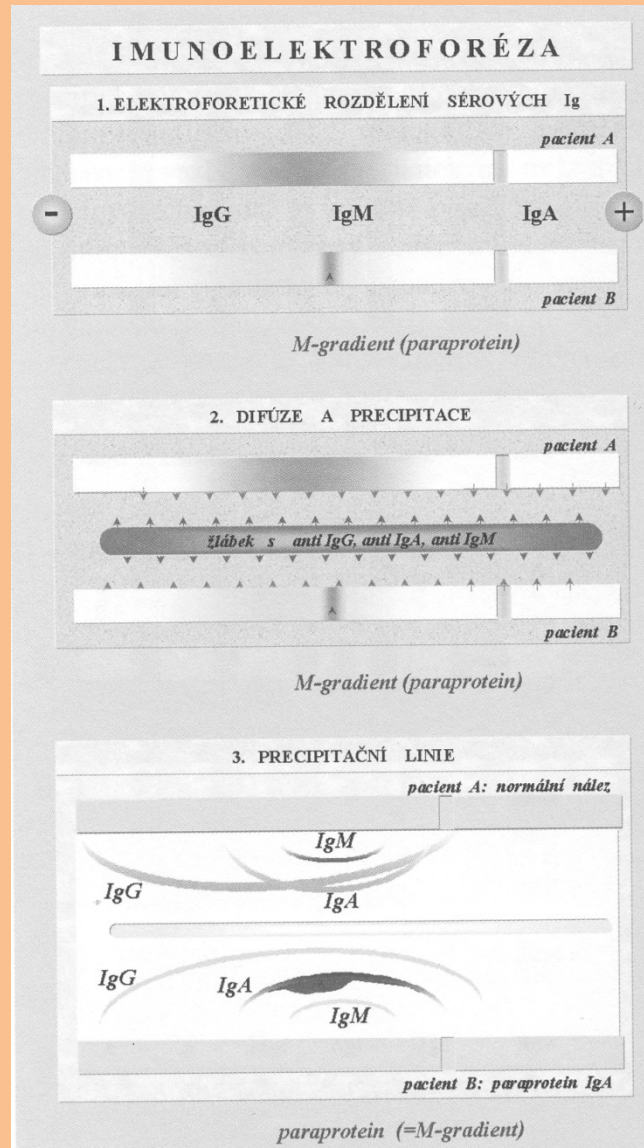 IMUNOELEKTROFORÉZA
1. ELEKTROFORETICKÉ ROZDĚLENÍ SÉROVÝCH Ig
pacient A
- IgG IgM IgA +
pacient B
M-gradient (paraprotein)
2. DIFÚZE A PRECIPITACE
pacient A
žlábek s anti IgG, anti IgA, anti IgM
pacient B
M-gradient (paraprotein)
3. PRECIPITAČNÍ LINIE
pacient A: normální nález
IgM
IgG IgA
IgG IgA
IgM
pacient B: paraprotein IgA
paraprotein (=M-gradient)